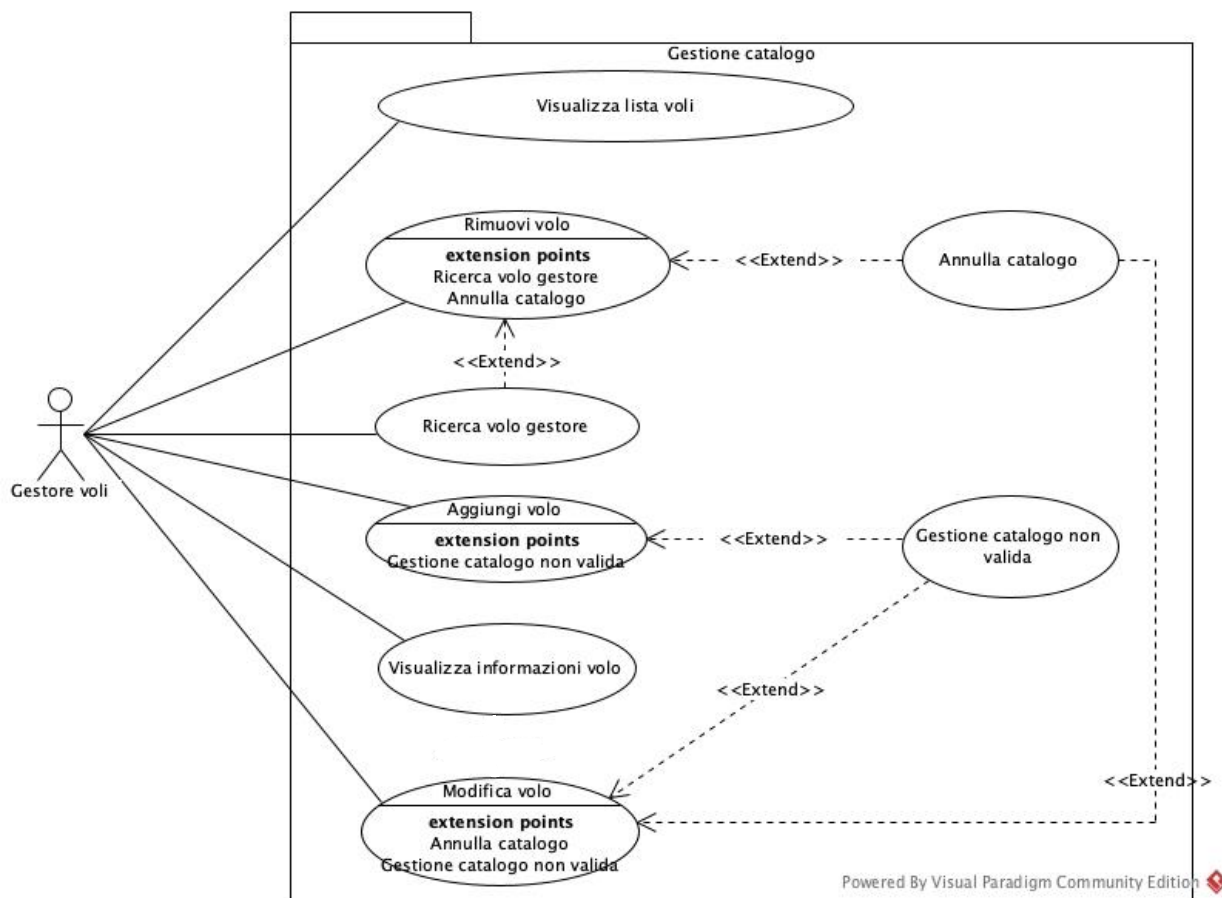 Gestione catalogo
Visualizza lista voli
Rimuovi volo
extension points
Ricerca volo gestore
Annulla catalogo
<<Extend>>
Annulla catalogo
<<Extend>>
Ricerca volo gestore
Gestore voli
Aggiungi volo
extension points
Gestione catalogo non valida
<<Extend>>
Gestione catalogo non
valida
Visualizza informazioni volo
<<Extend>>
Modifica volo
extension points
Annulla catalogo
Gestione catalogo non valida
<<Extend>>
Powered By Visual Paradigm Community Edition